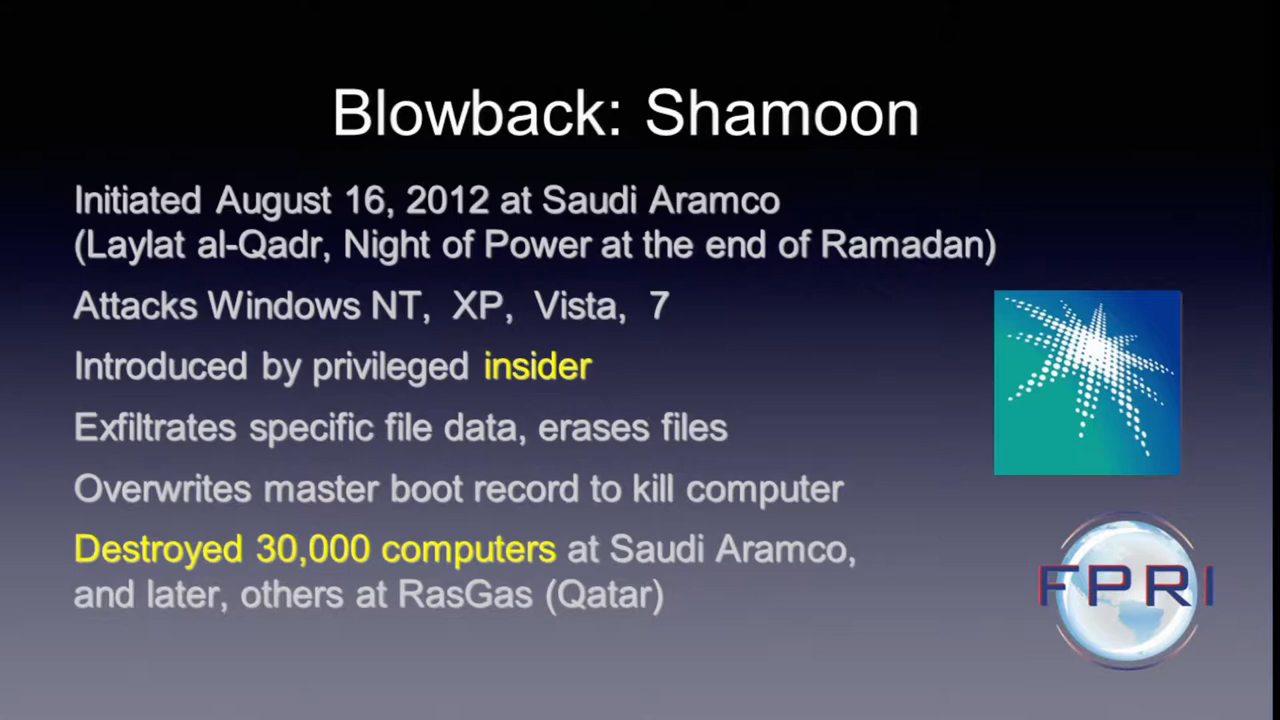 Blowback: Shamoon
Initiated August 16, 2012 at Saudi Aramco
(Laylat al-Qadr, Night of Power at the end of Ramadan)
Attacks Windows NT, XP, Vista, 7
Introduced by privileged insider
Exfiltrates specific file data, erases files
Overwrites master boot record to kill computer
Destroyed 30,000 computers at Saudi Aramco,
and later, others at RasGas (Qatar)
FPRI